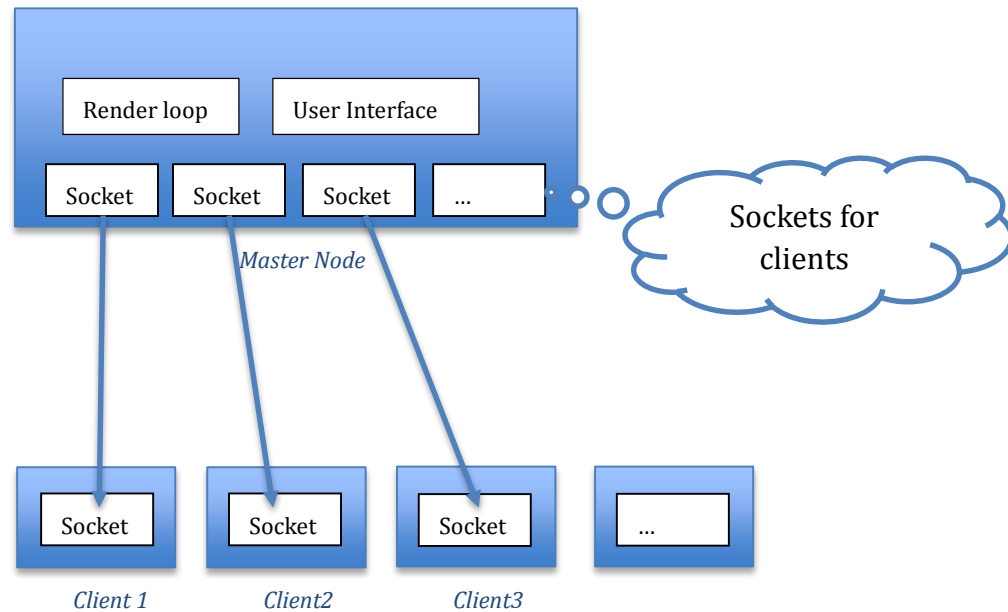 Render loop
User Interface
Socket
Socket
Socket
...
Sockets for
clients
Master Node
Socket
Socket
Socket
...
Client 1
Client2
Client3